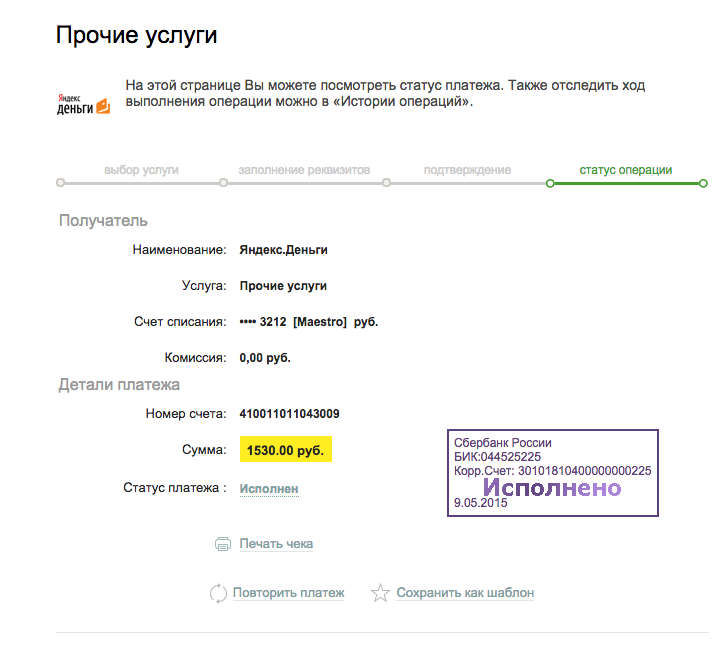 Прочие услуги
Яндекс
деньги
На этой странице Вы можете посмотреть статус платежа. Также отследить ход
выполнения операции можно в «Истории операций».
выбор услуги заполнение реквизитов подтверждение статус операции
Получатель
Наименование: Яндекс.Деньги
Услуга: Прочие услуги
Счет списания: •••• 3212 [Maestro] руб.
Комиссия: 0,00 руб.
Детали платежа
Номер счета: 410011011043009
Сумма: 1530.00 руб.
Статус платежа : Исполнен
Сбербанк России
БИК:044525225
Корр.Счет: 30101810400000000225
Исполнено
9.05.2015
Печать чека
Повторить платеж Сохранить как шаблон